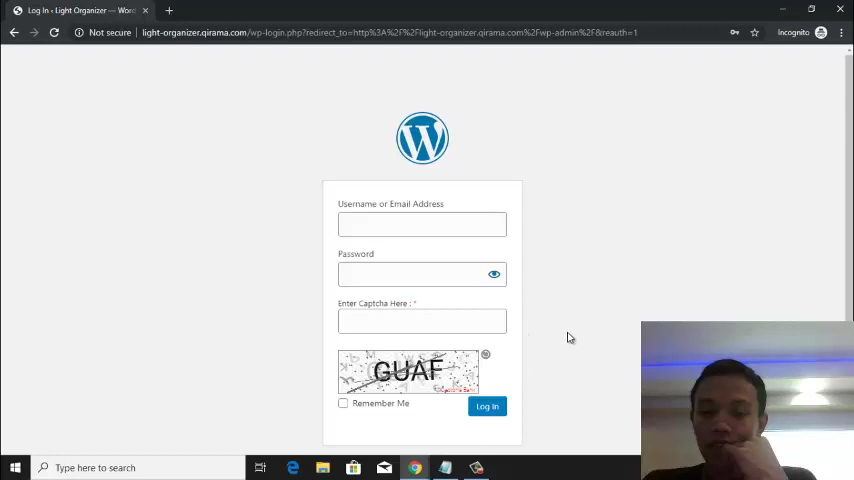 Log In ‹ Light Organizer — Word
Not secure
light-organizer.qirama.com/wp-login.php?redirect_to=http%3A%2F%2Flight-organizer.qirama.com%2Fwp-admin%2F&reauth=1
Incognito
W
Username or Email Address
Password
Enter Captcha Here : *
GUAF
Remember Me
Log In
Type here to search